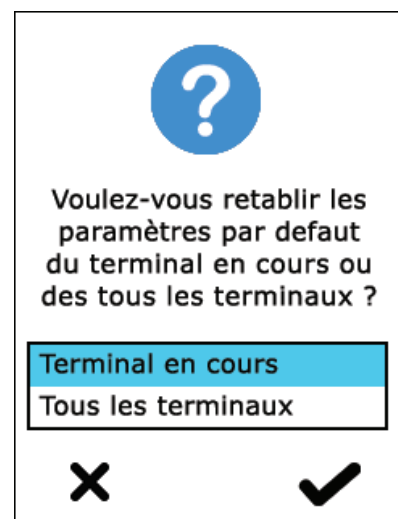 ?
Voulez-vous retablir les
paramètres par defaut
du terminal en cours ou
des tous les terminaux ?
Terminal en cours
Tous les terminaux